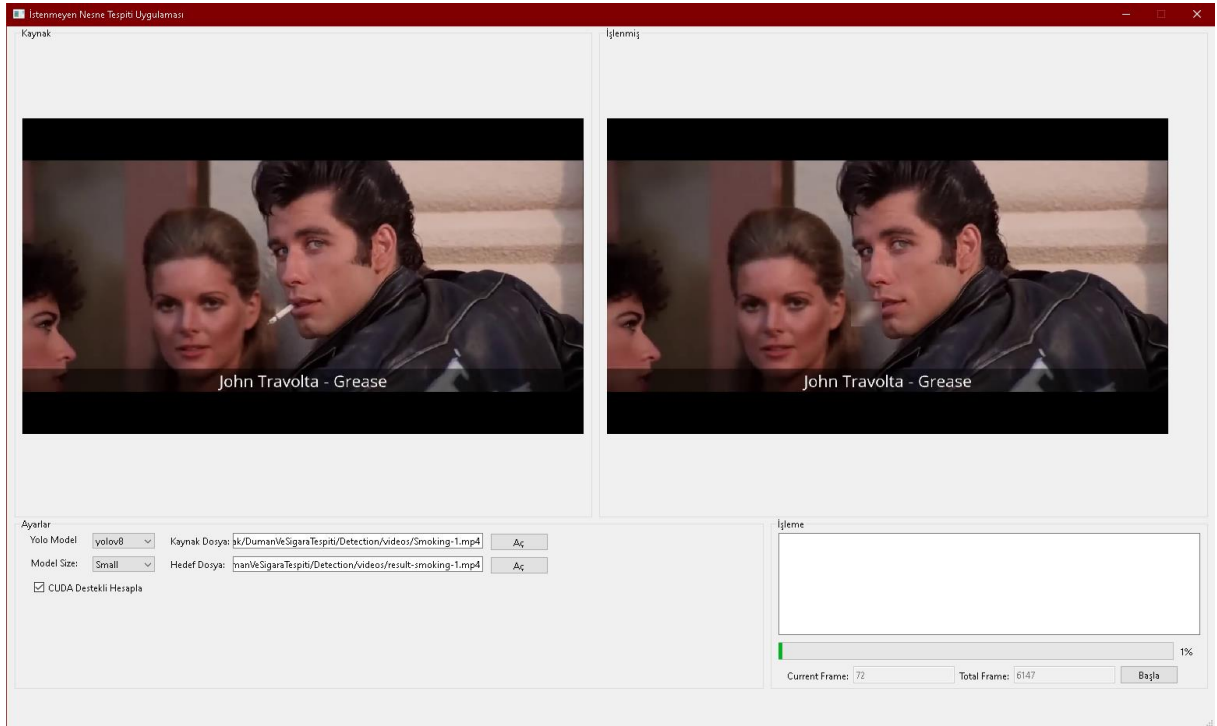 İstenmeyen Nesne Tespiti Uygulaması
Kaynak
İşlenmiş
John Travolta - Grease
John Travolta - Grease
Ayarlar
Yolo Model yolov8 Kaynak Dosya: ak/DumanVeSigaraTespiti/Detection/videos/Smoking-1.mp4 Aç
Model Size: Small Hedef Dosya: manVeSigaraTespiti/Detection/videos/result-smoking-1.mp4 Aç
CUDA Destekli Hesapla
İşleme
1%
Current Frame: 72 Total Frame: 6147 Başla